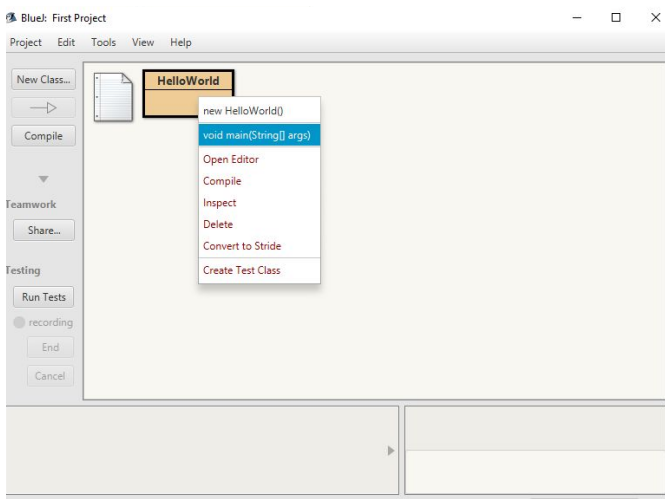 BlueJ: First Project
Project Edit Tools View Help
New Class...
HelloWorld
new HelloWorld()
void main(String[] args)
Compile
Open Editor
Compile
Inspect
Delete
Convert to Stride
Create Test Class
Teamwork
Share...
Testing
Run Tests
recording
End
Cancel